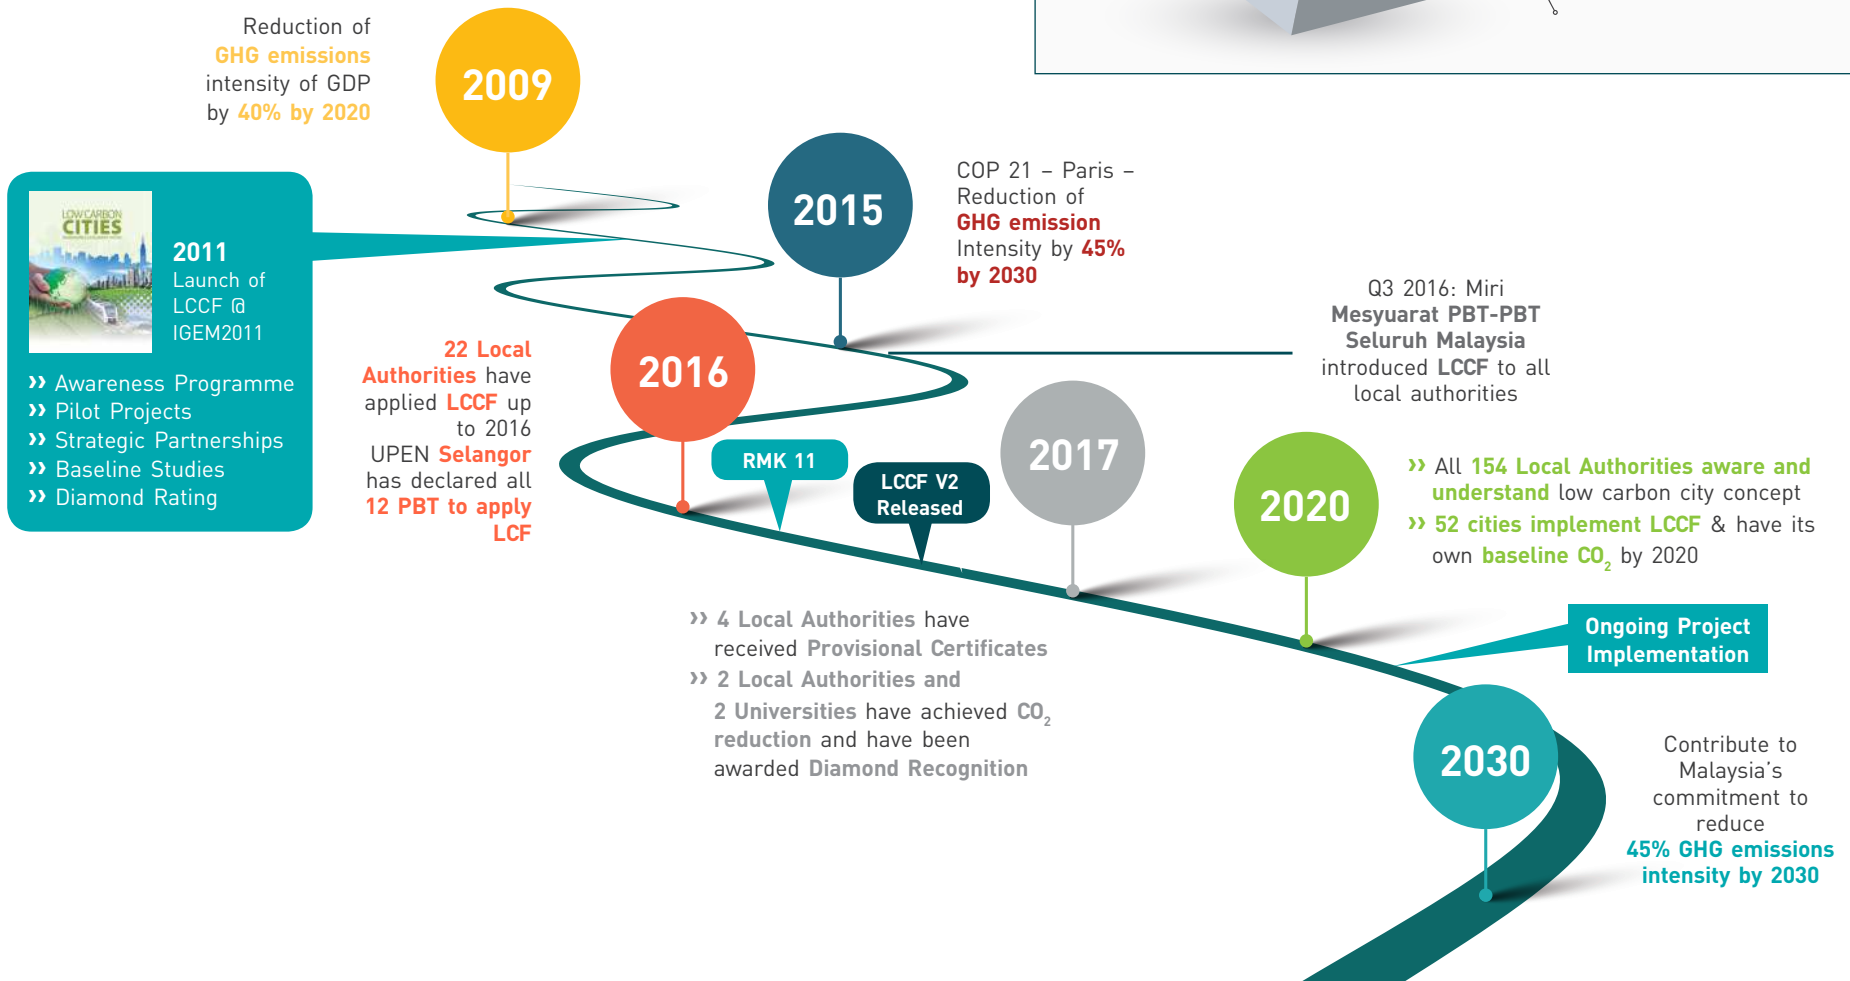 Reduction of
GHG emissions
intensity of GDP
by 40% by 2020
2009
LOW CARBON
CITIES
2011
Launch of
LCCF @
IGEM2011
›› Awareness Programme
›› Pilot Projects
›› Strategic Partnerships
›› Baseline Studies
›› Diamond Rating
2015
COP 21 – Paris –
Reduction of
GHG emission
Intensity by 45%
by 2030
22 Local
Authorities have
applied LCCF up
to 2016
UPEN Selangor
has declared all
12 PBT to apply
LCF
2016
Q3 2016: Miri
Mesyuarat PBT-PBT
Seluruh Malaysia
introduced LCCF to all
local authorities
RMK 11
LCCF V2
Released
2017
›› 4 Local Authorities have
received Provisional Certificates
›› 2 Local Authorities and
2 Universities have achieved CO₂
reduction and have been
awarded Diamond Recognition
2020
›› All 154 Local Authorities aware and
understand low carbon city concept
›› 52 cities implement LCCF & have its
own baseline CO₂ by 2020
Ongoing Project
Implementation
2030
Contribute to
Malaysia’s
commitment to
reduce
45% GHG emissions
intensity by 2030